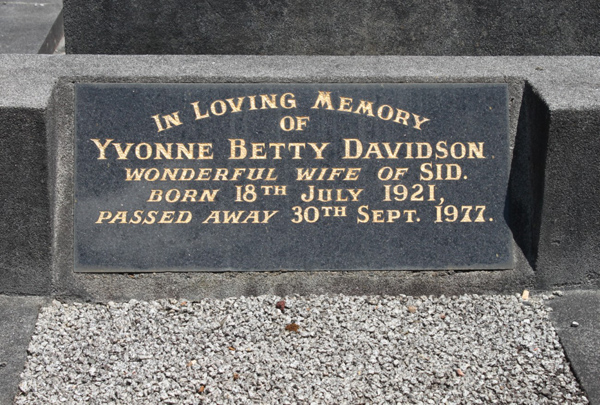 In Loving Memory
OF
Yvonne Betty Davidson
WONDERFUL WIFE OF SID.
BORN 18TH JULY 1921,
PASSED AWAY 30TH SEPT. 1977.